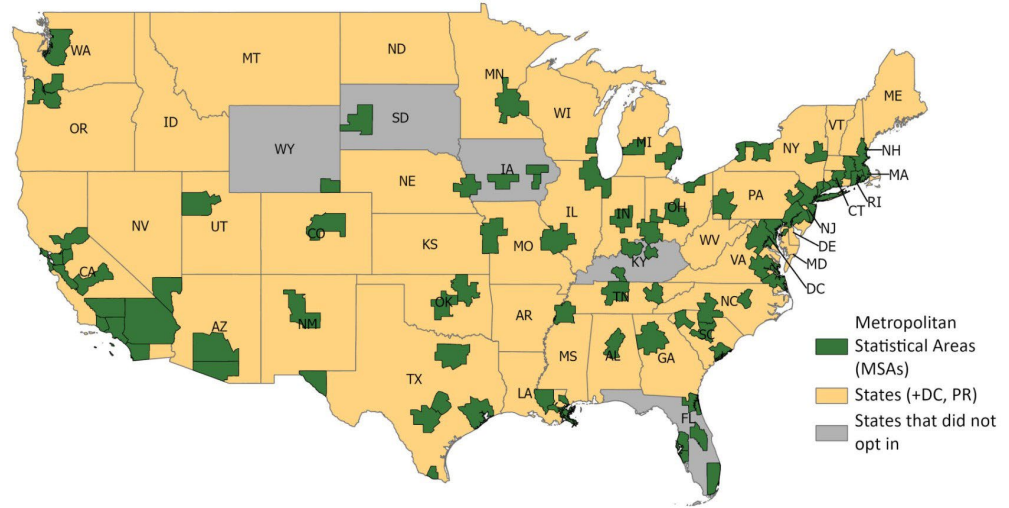 WA
MT
ND
MN
ME
OR
ID
SD
WI
MI
VT
NY
NH
WY
IA
MA
NE
PA
RI
CT
NV
UT
CO
IL
IN
OH
NJ
KS
MO
WV
DE
KY
VA
MD
CA
DC
TN
NC
AZ
NM
OK
AR
SC
MS
AL
GA
TX
LA
FL
Metropolitan
Statistical Areas
(MSAs)
States (+DC, PR)
States that did not
opt in